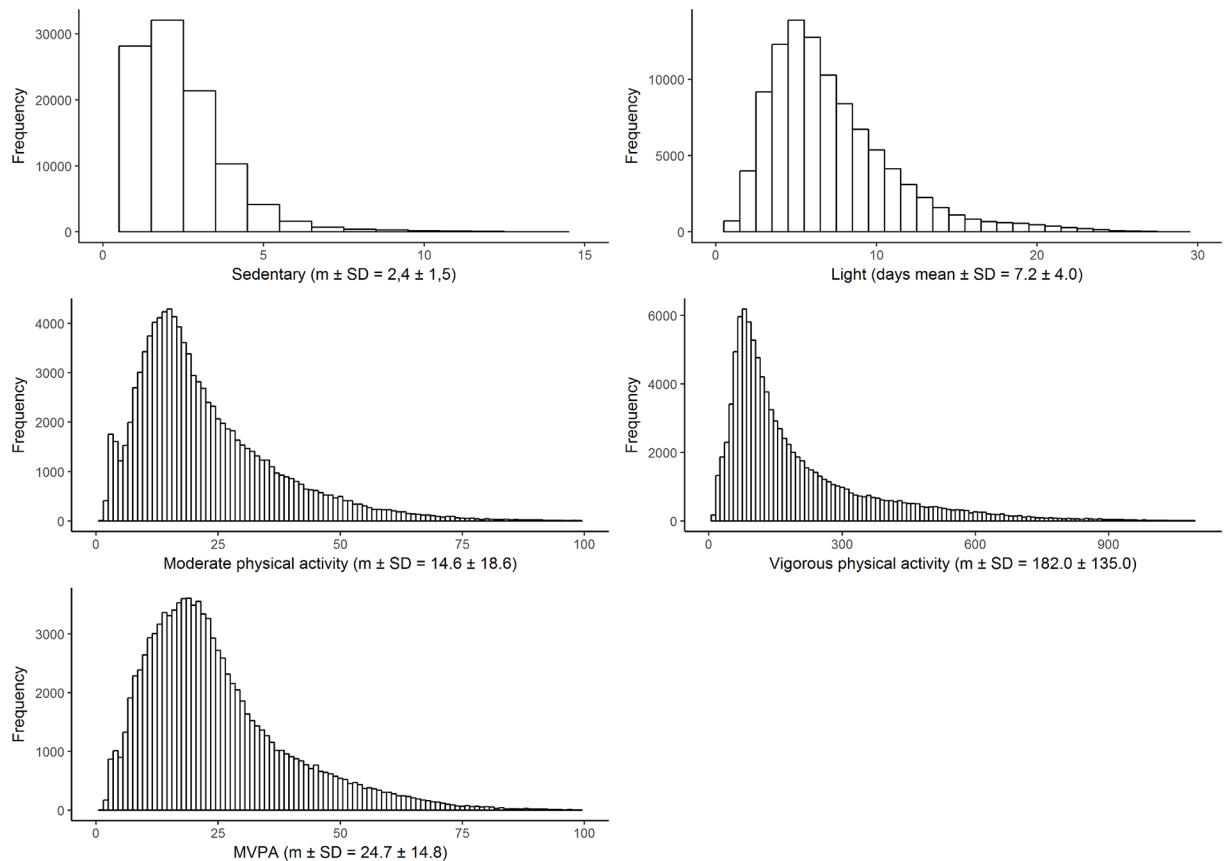 30000
20000
10000
0
Frequency
0 5 10 15
Sedentary (m ± SD = 2,4 ± 1,5)
10000
5000
0
Frequency
0 10 20 30
Light (days mean ± SD = 7.2 ± 4.0)
4000
3000
2000
1000
0
Frequency
0 25 50 75 100
Moderate physical activity (m ± SD = 14.6 ± 18.6)
6000
4000
2000
0
Frequency
0 300 600 900
Vigorous physical activity (m ± SD = 182.0 ± 135.0)
3000
2000
1000
0
Frequency
0 25 50 75 100
MVPA (m ± SD = 24.7 ± 14.8)